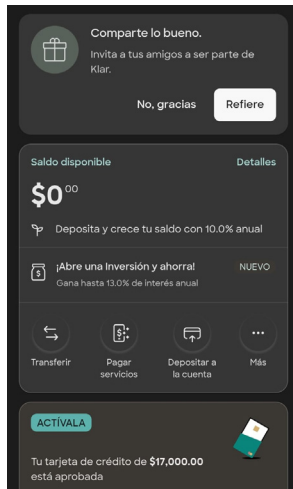 Comparte lo bueno.
Invita a tus amigos a ser parte de
Klar.
No, gracias
Refiere
Saldo disponible
Detalles
$0⁰⁰
Deposita y crece tu saldo con 10.0% anual
¡Abre una Inversión y ahorra!
NUEVO
Gana hasta 13.0% de interés anual
Transferir
Pagar
servicios
Depositar a
la cuenta
Más
ACTÍVALA
Tu tarjeta de crédito de $17,000.00
está aprobada